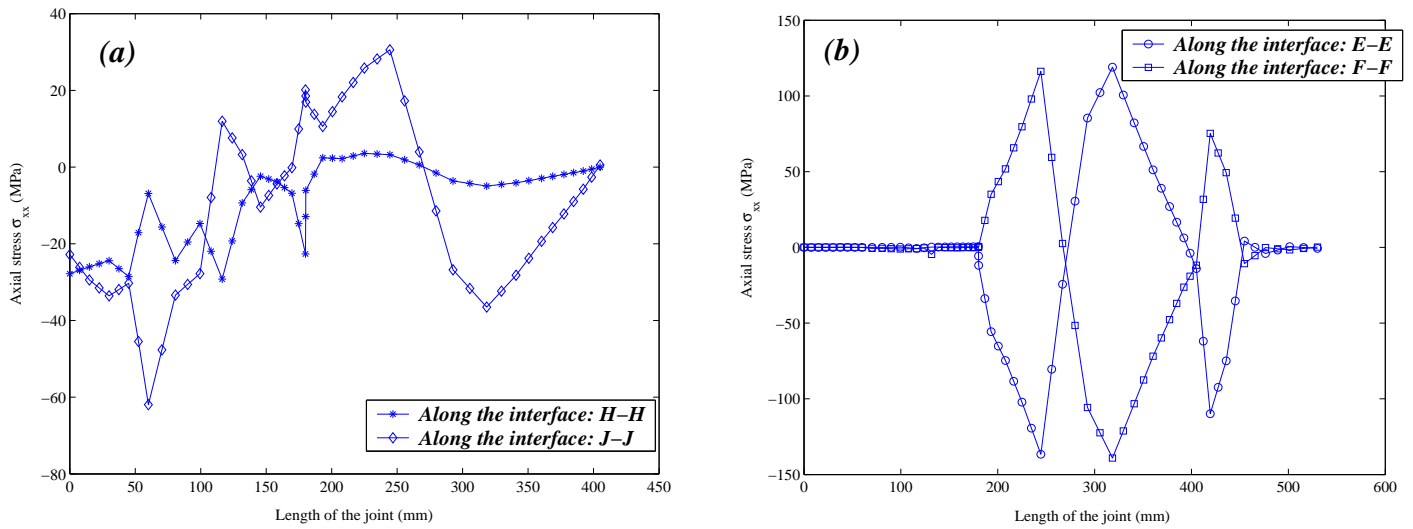 (a)
40
20
0
−20
−40
−60
−80
Axial stress σxx (MPa)
0 50 100 150 200 250 300 350 400 450
Length of the joint (mm)
Along the interface: H−H
Along the interface: J−J
(b)
150
100
50
0
−50
−100
−150
Axial stress σxx (MPa)
0 100 200 300 400 500 600
Length of the joint (mm)
Along the interface: E−E
Along the interface: F−F